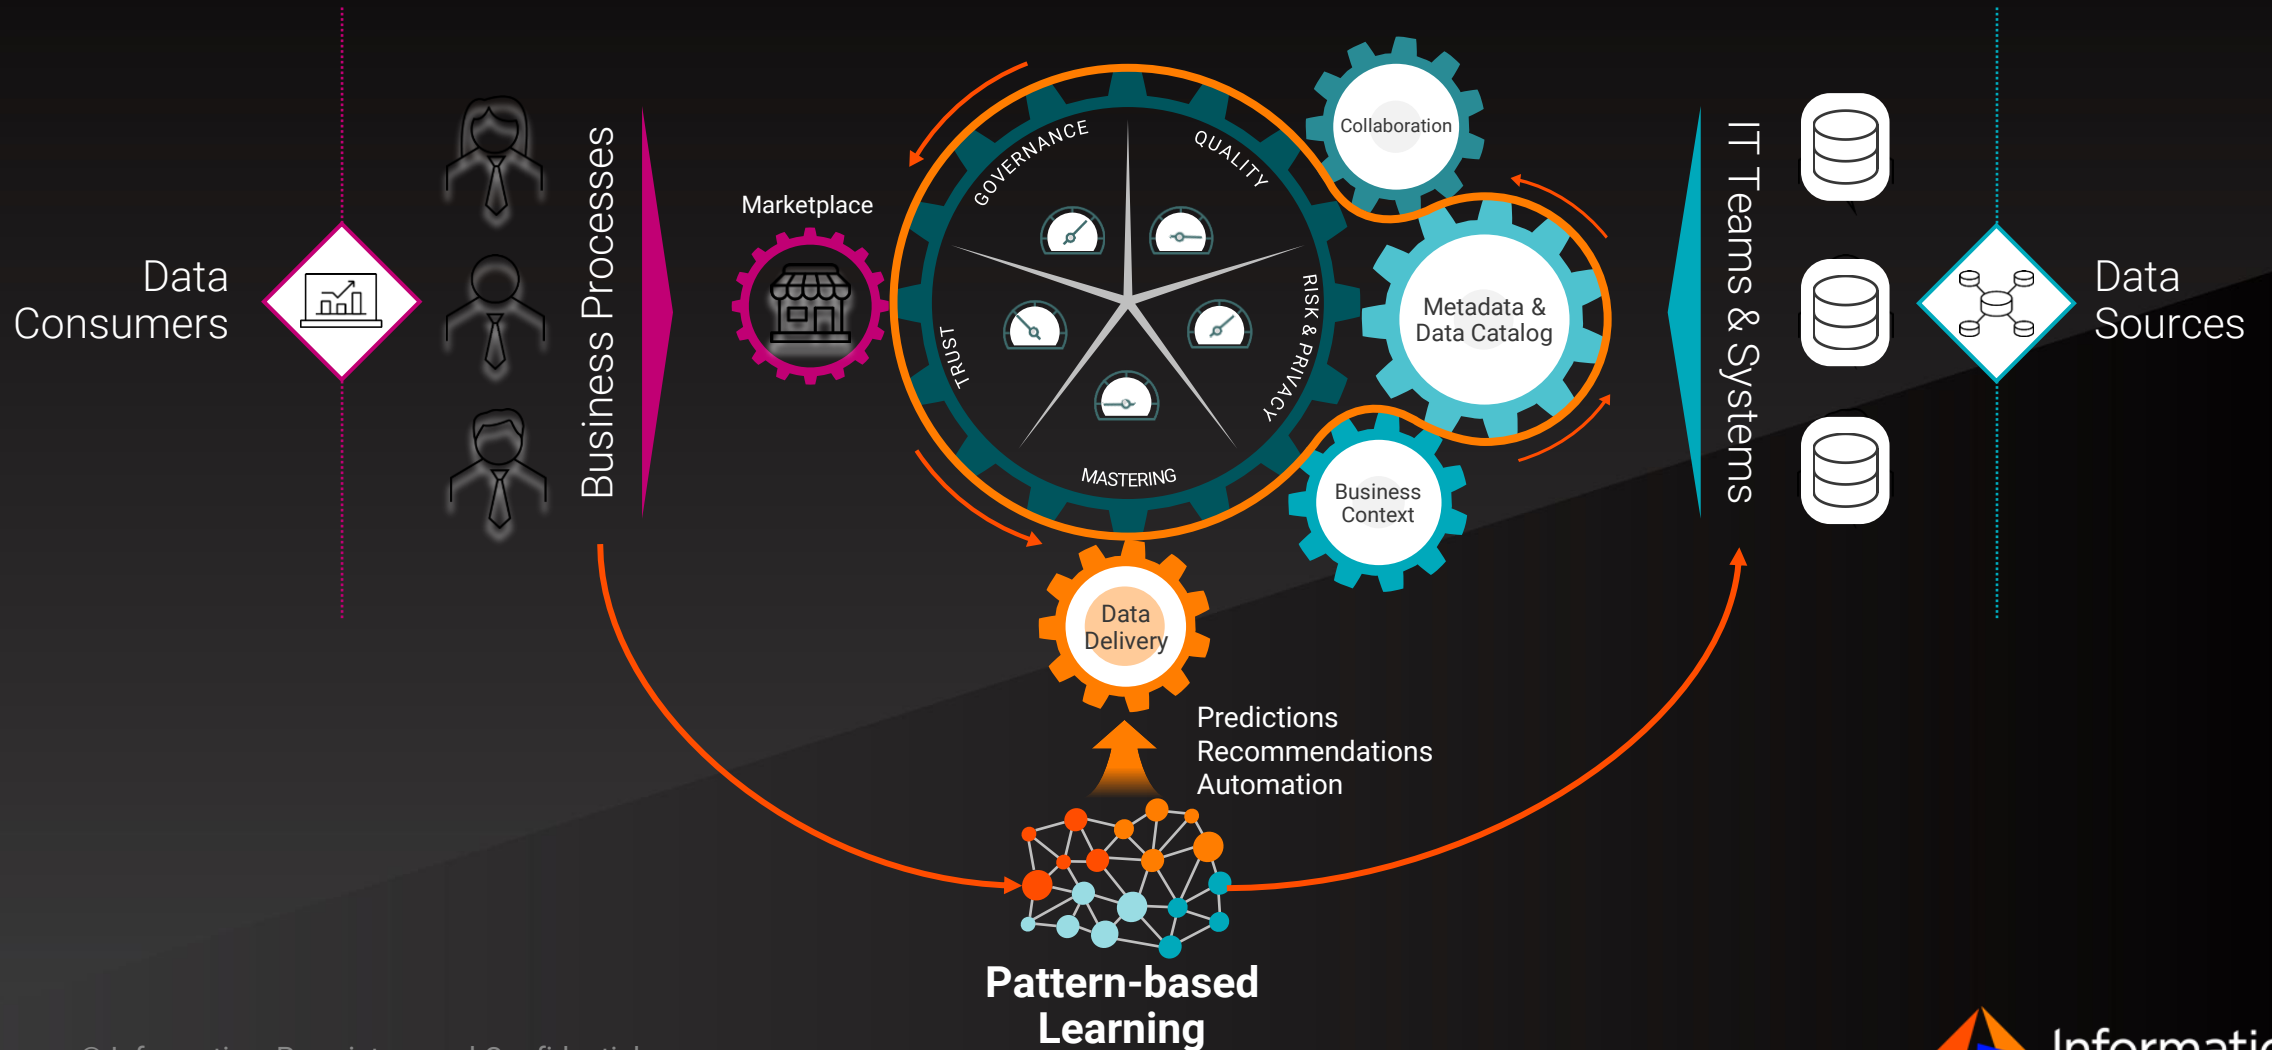 Data
Consumers
Business Processes
Marketplace
GOVERNANCE
QUALITY
RISK & PRIVACY
MASTERING
TRUST
Collaboration
Metadata &
Data Catalog
Business
Context
Data
Delivery
IT Teams & Systems
Data
Sources
Predictions
Recommendations
Automation
Pattern-based
Learning